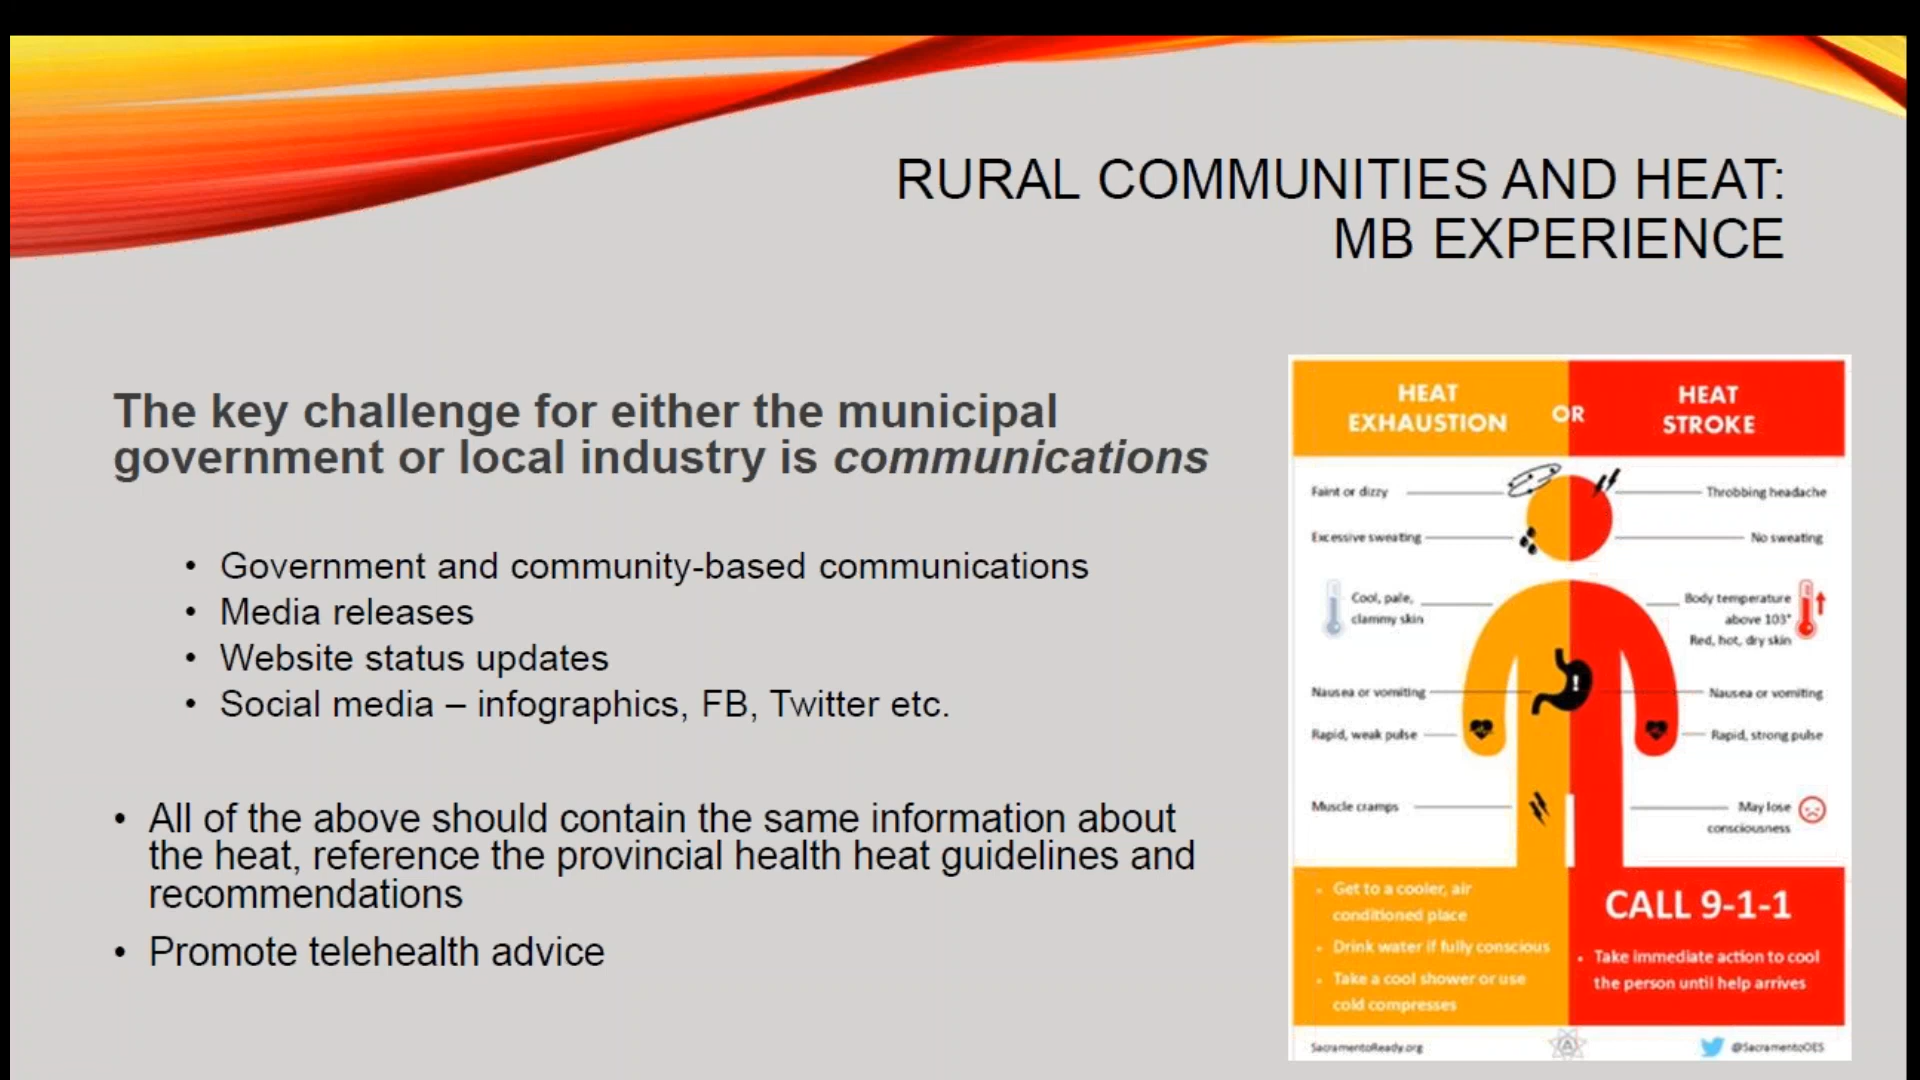 RURAL COMMUNITIES AND HEAT:
MB EXPERIENCE
The key challenge for either the municipal
government or local industry is communications
• Government and community-based communications
• Media releases
• Website status updates
• Social media – infographics, FB, Twitter etc.
• All of the above should contain the same information about
the heat, reference the provincial health heat guidelines and
recommendations
• Promote telehealth advice
HEAT
EXHAUSTION
OR
HEAT
STROKE
Faint or dizzy
Throbbing headache
Excessive sweating
No sweating
Cool, pale,
clammy skin
Body temperature
above 103°
Red, hot, dry skin
Nausea or vomiting
Nausea or vomiting
Rapid, weak pulse
Rapid, strong pulse
Muscle cramps
May lose
consciousness
• Get to a cooler, air
conditioned place
• Drink water if fully conscious
• Take a cool shower or use
cold compresses
CALL 9-1-1
• Take immediate action to cool
the person until help arrives
SacramentoReady.org
@SacramentoOES